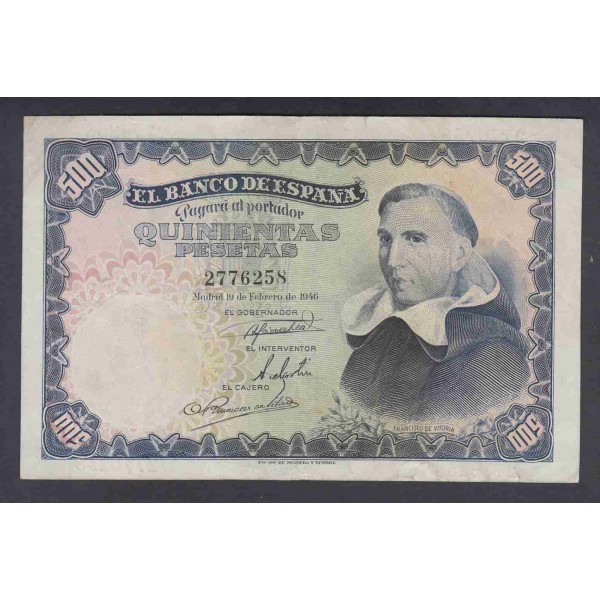 500
500
EL BANCO DE ESPAÑA
Pagará al portador
QUINIENTAS
PESETAS
2776258
Madrid 19 de Febrero de 1946
EL GOBERNADOR
EL INTERVENTOR
EL CAJERO
FRANCISCO DE VITORIA
500
500